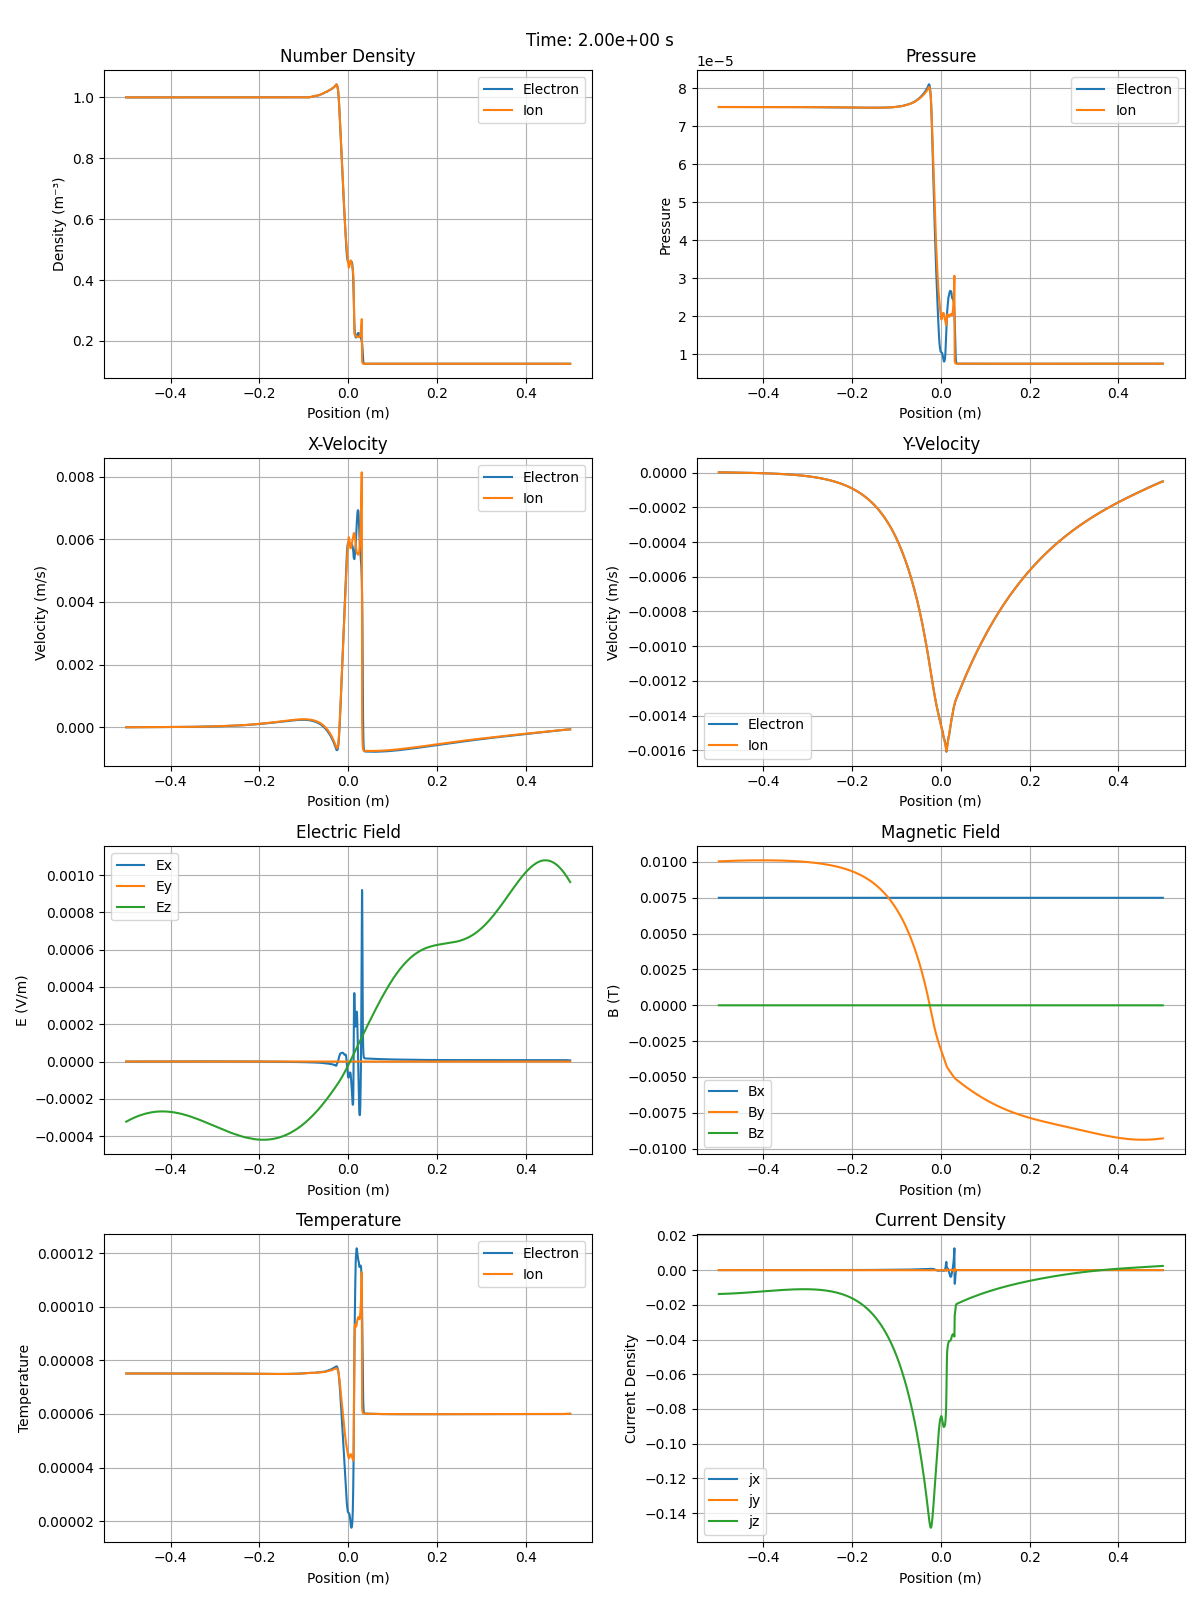 Time: 2.00e+00 s
Number Density
Density (m⁻³)
1.0
0.8
0.6
0.4
0.2
Electron
Ion
−0.4 −0.2 0.0 0.2 0.4
Position (m)
Pressure
1e−5
Pressure
8
7
6
5
4
3
2
1
Electron
Ion
−0.4 −0.2 0.0 0.2 0.4
Position (m)
X-Velocity
Velocity (m/s)
0.008
0.006
0.004
0.002
0.000
Electron
Ion
−0.4 −0.2 0.0 0.2 0.4
Position (m)
Y-Velocity
Velocity (m/s)
0.0000
−0.0002
−0.0004
−0.0006
−0.0008
−0.0010
−0.0012
−0.0014
−0.0016
Electron
Ion
−0.4 −0.2 0.0 0.2 0.4
Position (m)
Electric Field
E (V/m)
0.0010
0.0008
0.0006
0.0004
0.0002
0.0000
−0.0002
−0.0004
Ex
Ey
Ez
−0.4 −0.2 0.0 0.2 0.4
Position (m)
Magnetic Field
B (T)
0.0100
0.0075
0.0050
0.0025
0.0000
−0.0025
−0.0050
−0.0075
−0.0100
Bx
By
Bz
−0.4 −0.2 0.0 0.2 0.4
Position (m)
Temperature
Temperature
0.00012
0.00010
0.00008
0.00006
0.00004
0.00002
Electron
Ion
−0.4 −0.2 0.0 0.2 0.4
Position (m)
Current Density
Current Density
0.02
0.00
−0.02
−0.04
−0.06
−0.08
−0.10
−0.12
−0.14
jx
jy
jz
−0.4 −0.2 0.0 0.2 0.4
Position (m)